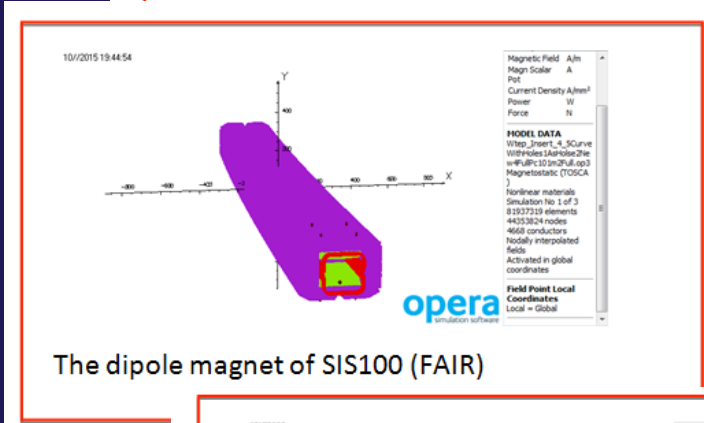 10//2015 19:44:54
Magnetic Field A/m
Magn Scalar A
Pot
Current Density A/mm²
Power W
Force N
MODEL DATA
Wtep_Insert_4_5Curve
WithHoles1AsHolse2Ne
w4FullPc101m2Full.op3
Magnetostatic (TOSCA
)
Nonlinear materials
Simulation No 1 of 3
81937319 elements
44353824 nodes
4668 conductors
Nodally interpolated
fields
Activated in global
coordinates
Field Point Local
Coordinates
Local = Global
Y
400
X
-800 -600 -400 400 600 800
opera
simulation software
The dipole magnet of SIS100 (FAIR)